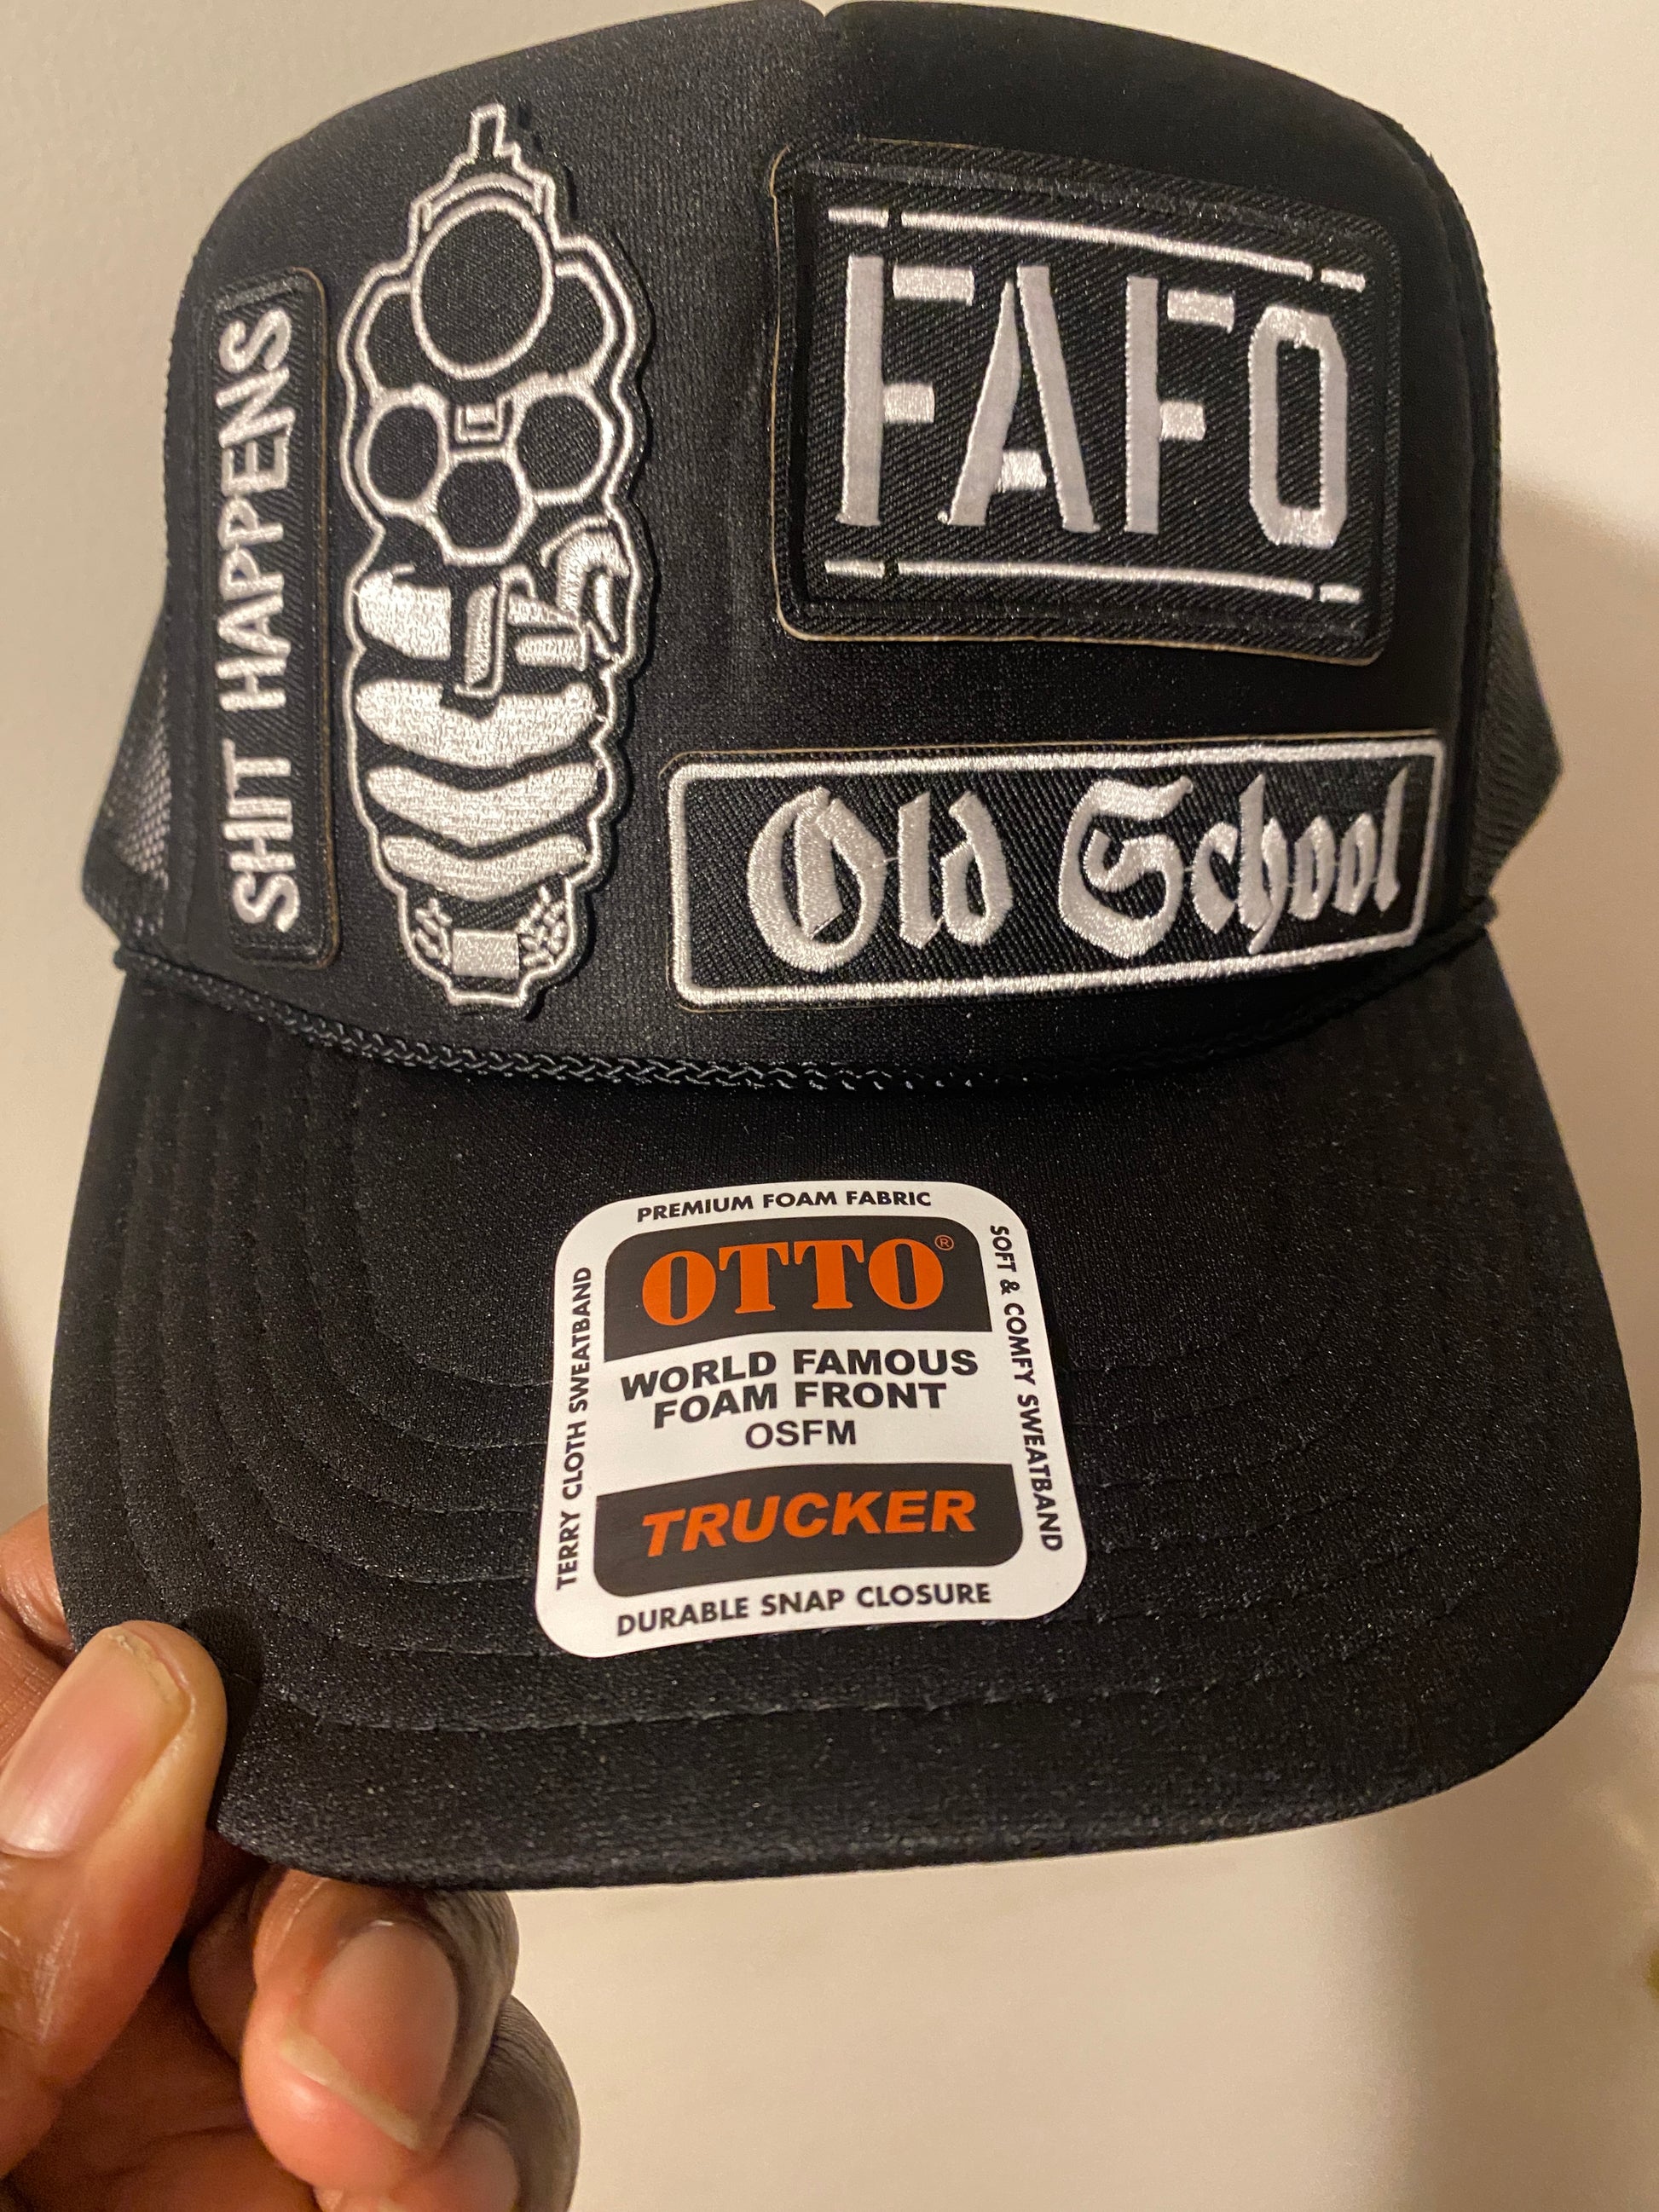 SHIT HAPPENS
FAFO
Old School
PREMIUM FOAM FABRIC
OTTO®
WORLD FAMOUS
FOAM FRONT
OSFM
TRUCKER
TERRY CLOTH SWEATBAND
SOFT & COMFY SWEATBAND
DURABLE SNAP CLOSURE